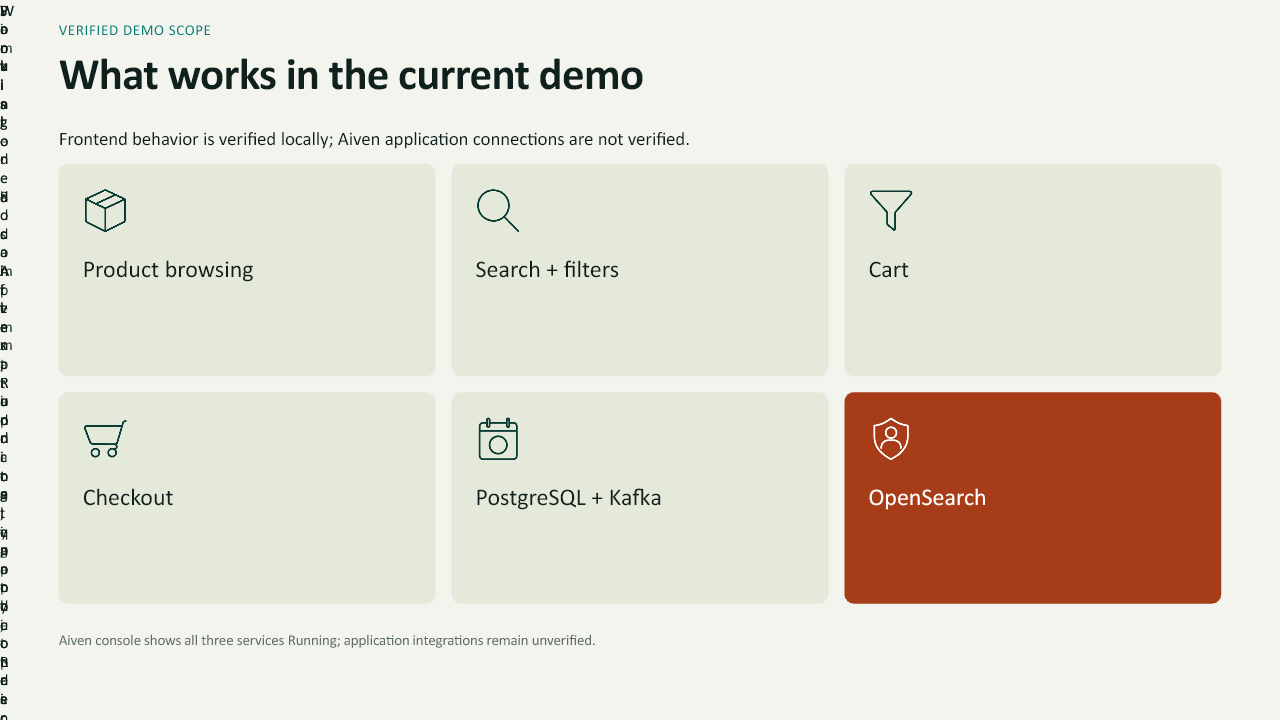 VERIFIED DEMO SCOPE
What works in the current demo
Frontend behavior is verified locally; Aiven application connections are not verified.
Product browsing
Search + filters
Cart
Checkout
PostgreSQL + Kafka
OpenSearch
Aiven console shows all three services Running; application integrations remain unverified.